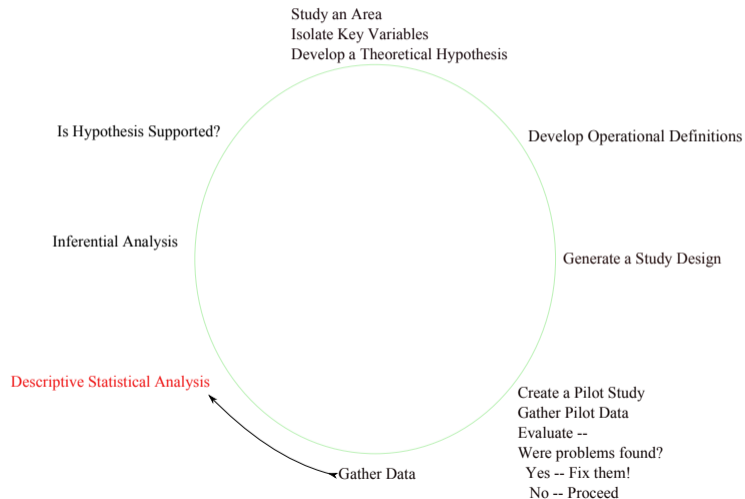 Study an Area
Isolate Key Variables
Develop a Theoretical Hypothesis
Is Hypothesis Supported?
Develop Operational Definitions
Inferential Analysis
Generate a Study Design
Descriptive Statistical Analysis
Create a Pilot Study
Gather Pilot Data
Evaluate --
Were problems found?
Yes -- Fix them!
No -- Proceed
Gather Data